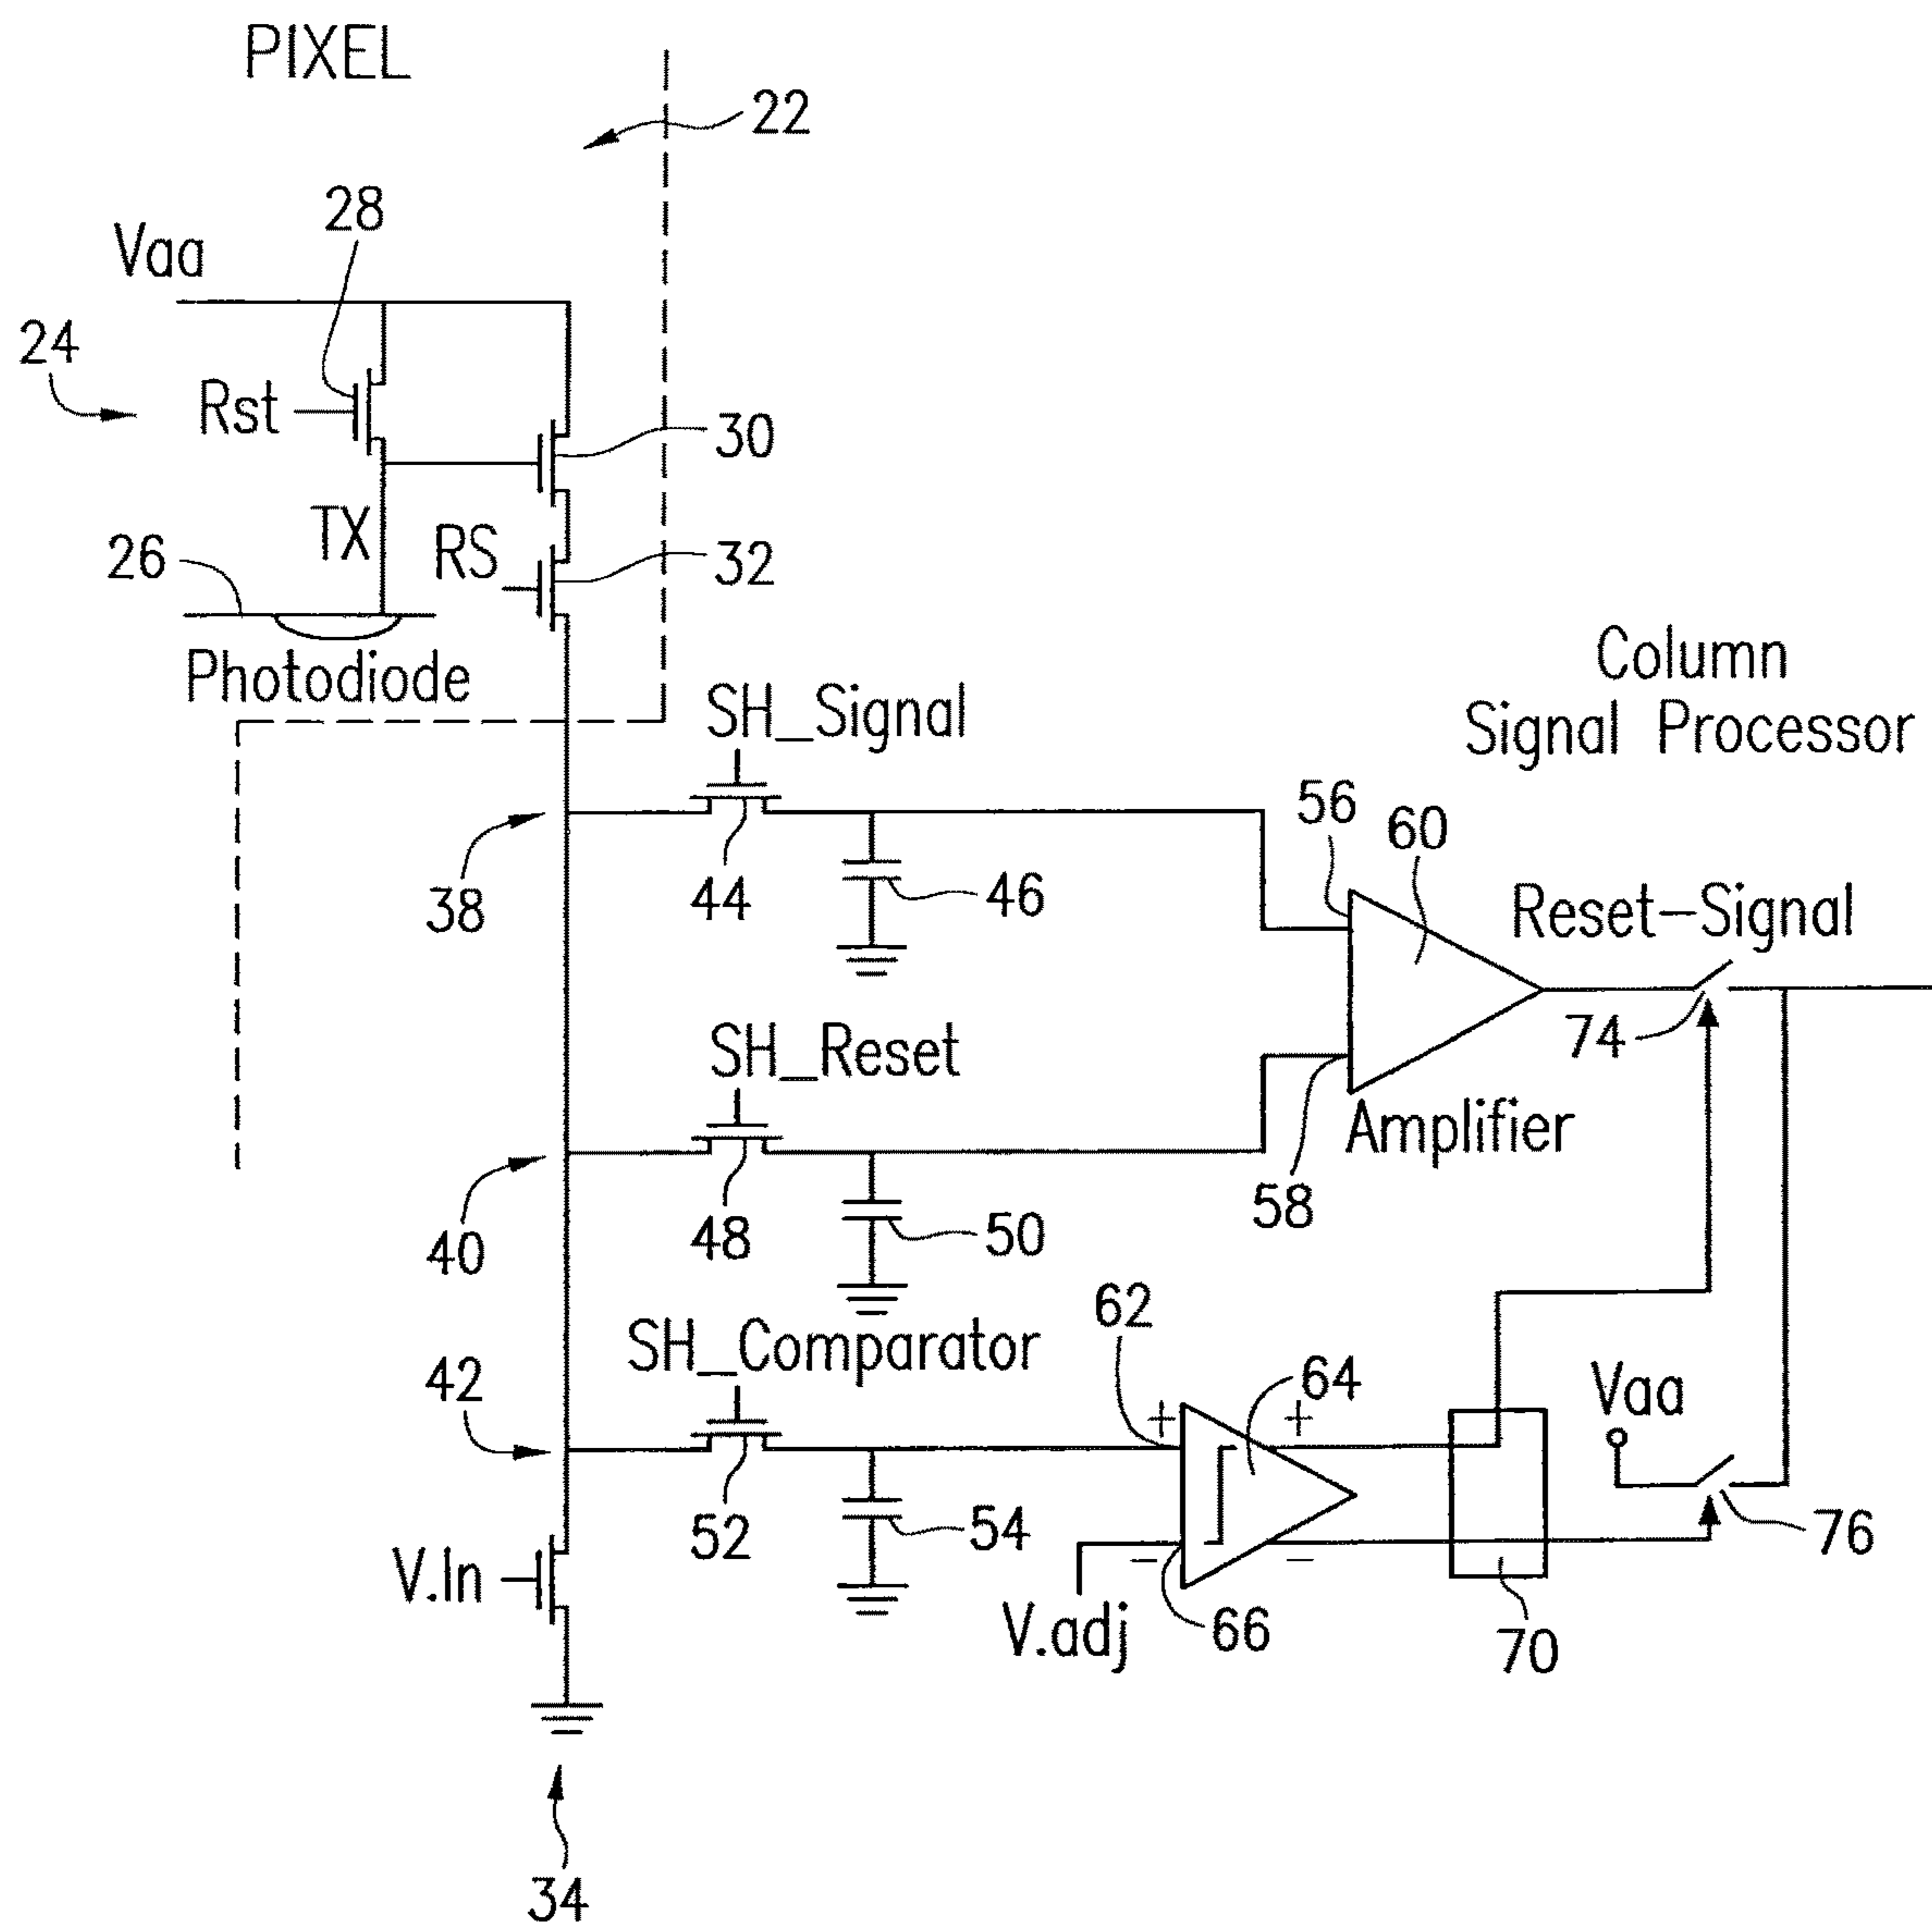 PIXEL
22
28
Vaa
24
Rst
30
TX
RS
26
32
Photodiode
Column
Signal Processor
SH_Signal
56
60
38
44
46
Reset-Signal
74
SH_Reset
Amplifier
58
40
48
50
62
SH_Comparator
42
64
Vaa
+
+
52
54
76
V.In
-
-
V.adj
66
70
34